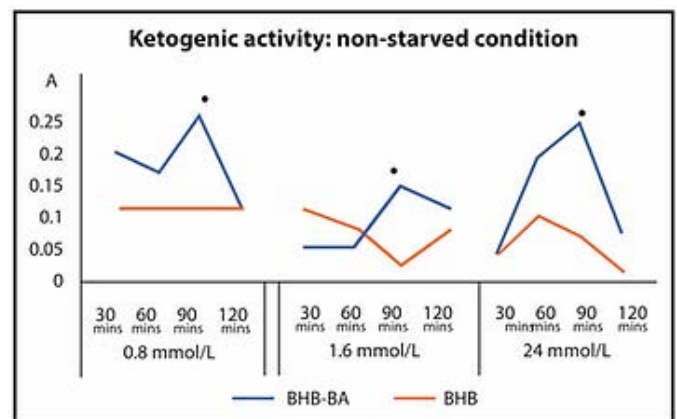 Ketogenic activity: non-starved condition
A
0.25
0.2
0.15
0.1
0.05
0
30 60 90 120 30 60 90 120 30 60 90 120
mins mins mins mins mins mins mins mins mins mins mins mins
0.8 mmol/L 1.6 mmol/L 24 mmol/L
BHB-BA BHB